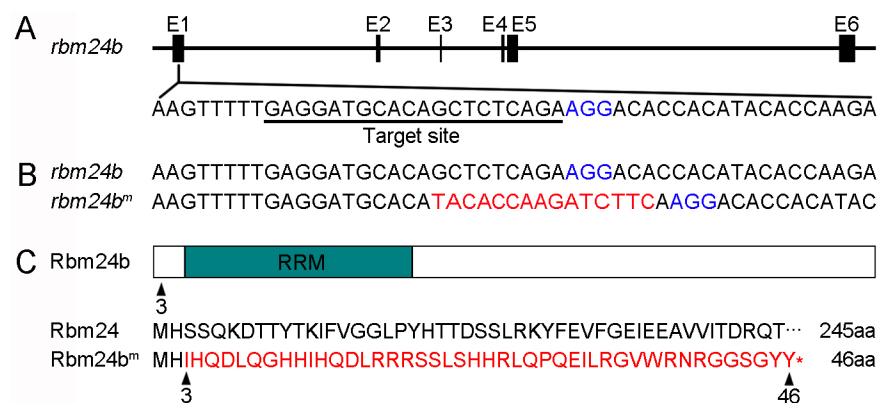 A
E1 E2 E3 E4 E5 E6
rbm24b
AAGTTTTTGAGGATGCACAGCTCTCAGAAGGACACCACATACACCAAGA
Target site
B
rbm24b AAGTTTTTGAGGATGCACAGCTCTCAGAAGGACACCACATACACCAAGA
rbm24bᵐ AAGTTTTTGAGGATGCACATACACCAAGATCTTCAAGGACACCACATAC
C
Rbm24b RRM
3
Rbm24 MHSSQKDTTYTKIFVGGLPYHTTDSSLRKYFEVFGEIEEAVVITDRQT… 245aa
Rbm24bᵐ MHIHQDLQGHHIHQDLRRRSSLSHHRLQPQEILRGVWRNRGGSGYY* 46aa
3 46